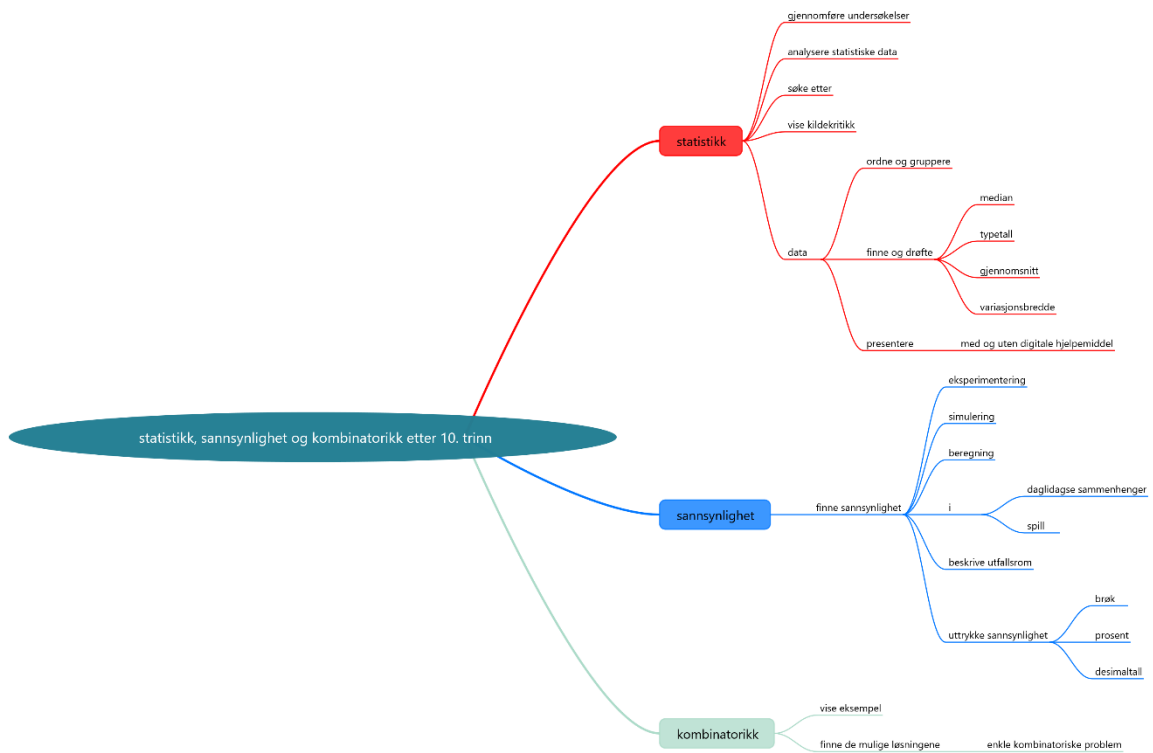 gjennomføre undersøkelser
analysere statistiske data
søke etter
vise kildekritikk
statistikk
ordne og gruppere
median
typetall
data
finne og drøfte
gjennomsnitt
variasjonsbredde
presentere
med og uten digitale hjelpemiddel
eksperimentering
statistikk, sannsynlighet og kombinatorikk etter 10. trinn
simulering
beregning
daglidagse sammenhenger
sannsynlighet
finne sannsynlighet
i
spill
beskrive utfallsrom
brøk
uttrykke sannsynlighet
prosent
desimaltall
vise eksempel
kombinatorikk
finne de mulige løsningene
enkle kombinatoriske problem